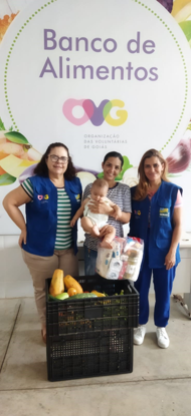 Banco de
Alimentos
OVG
ORGANIZAÇÃO
DAS VOLUNTÁRIAS
DE GOIÁS